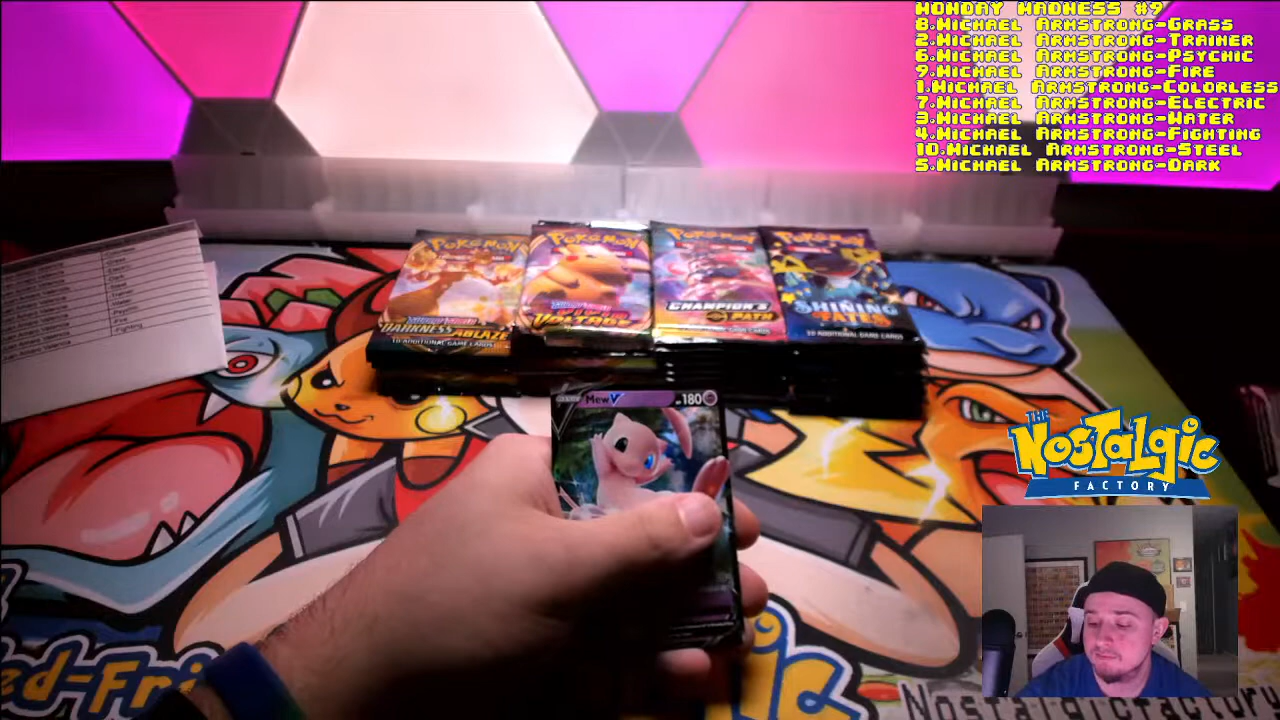 MONDAY MADNESS #9
8.MICHAEL ARMSTRONG-GRASS
2.MICHAEL ARMSTRONG-TRAINER
6.MICHAEL ARMSTRONG-PSYCHIC
9.MICHAEL ARMSTRONG-FIRE
1.MICHAEL ARMSTRONG-COLORLESS
7.MICHAEL ARMSTRONG-ELECTRIC
3.MICHAEL ARMSTRONG-WATER
4.MICHAEL ARMSTRONG-FIGHTING
10.MICHAEL ARMSTRONG-STEEL
5.MICHAEL ARMSTRONG-DARK
POKéMON
DARKNESS ABLAZE
10 ADDITIONAL GAME CARDS
POKéMON
VIVID VOLTAGE
POKéMON
CHAMPION'S PATH
POKéMON
SHINING FATES
10 ADDITIONAL GAME CARDS
Mew V 180
THE NOSTALGIC FACTORY
Nostalgicfactory